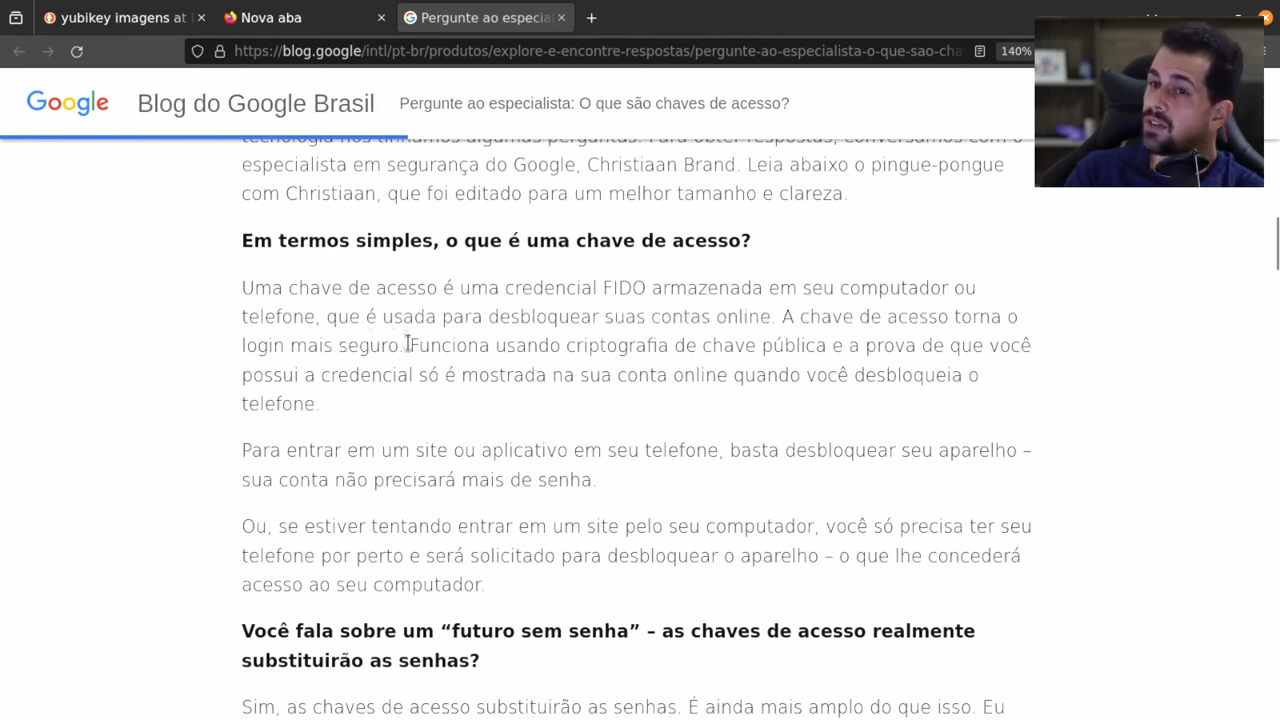 yubikey imagens at
Nova aba
Pergunte ao especia
https://blog.google/intl/pt-br/produtos/explore-e-encontre-respostas/pergunte-ao-especialista-o-que-sao-cha
140%
Google
Blog do Google Brasil
Pergunte ao especialista: O que são chaves de acesso?
tecnologia nós tínhamos algumas perguntas. Para obter respostas, conversamos com o
especialista em segurança do Google, Christiaan Brand. Leia abaixo o pingue-pongue
com Christiaan, que foi editado para um melhor tamanho e clareza.
Em termos simples, o que é uma chave de acesso?
Uma chave de acesso é uma credencial FIDO armazenada em seu computador ou
telefone, que é usada para desbloquear suas contas online. A chave de acesso torna o
login mais seguro. Funciona usando criptografia de chave pública e a prova de que você
possui a credencial só é mostrada na sua conta online quando você desbloqueia o
telefone.
Para entrar em um site ou aplicativo em seu telefone, basta desbloquear seu aparelho –
sua conta não precisará mais de senha.
Ou, se estiver tentando entrar em um site pelo seu computador, você só precisa ter seu
telefone por perto e será solicitado para desbloquear o aparelho – o que lhe concederá
acesso ao seu computador.
Você fala sobre um “futuro sem senha” – as chaves de acesso realmente
substituirão as senhas?
Sim, as chaves de acesso substituirão as senhas. É ainda mais amplo do que isso. Eu